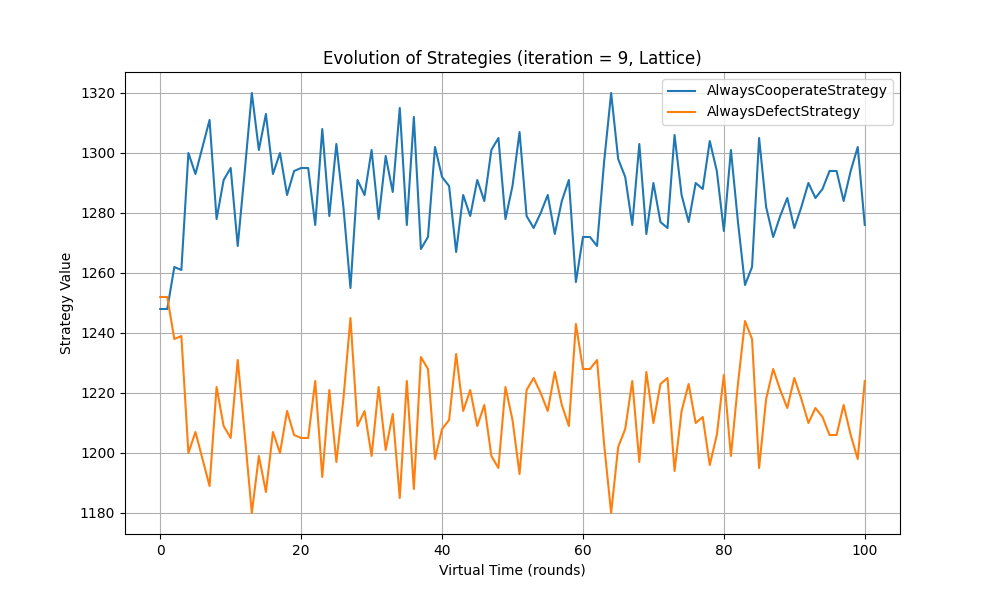 Evolution of Strategies (iteration = 9, Lattice)
AlwaysCooperateStrategy
AlwaysDefectStrategy
Strategy Value
1320
1300
1280
1260
1240
1220
1200
1180
0 20 40 60 80 100
Virtual Time (rounds)